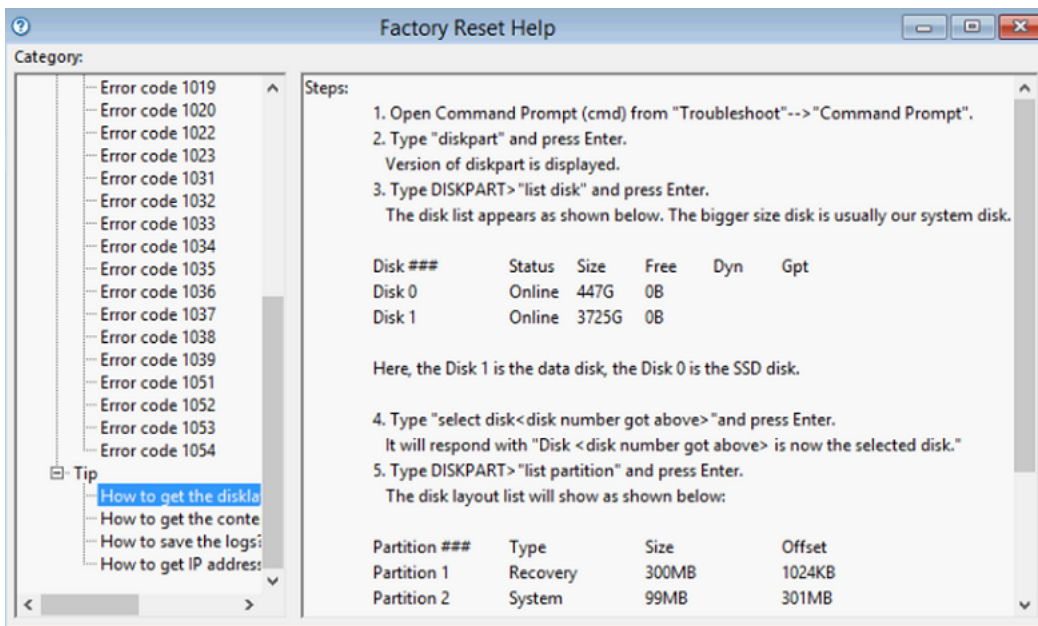 Factory Reset Help
Category:
Error code 1019
Error code 1020
Error code 1022
Error code 1023
Error code 1031
Error code 1032
Error code 1033
Error code 1034
Error code 1035
Error code 1036
Error code 1037
Error code 1038
Error code 1039
Error code 1051
Error code 1052
Error code 1053
Error code 1054
Tip
How to get the diskla
How to get the conte
How to save the logs?
How to get IP address
Steps:
1. Open Command Prompt (cmd) from "Troubleshoot"-->"Command Prompt".
2. Type "diskpart" and press Enter.
Version of diskpart is displayed.
3. Type DISKPART>"list disk" and press Enter.
The disk list appears as shown below. The bigger size disk is usually our system disk.
Disk ### Status Size Free Dyn Gpt
Disk 0 Online 447G 0B
Disk 1 Online 3725G 0B
Here, the Disk 1 is the data disk, the Disk 0 is the SSD disk.
4. Type "select disk<disk number got above>"and press Enter.
It will respond with "Disk <disk number got above> is now the selected disk."
5. Type DISKPART>"list partition" and press Enter.
The disk layout list will show as shown below:
Partition ### Type Size Offset
Partition 1 Recovery 300MB 1024KB
Partition 2 System 99MB 301MB